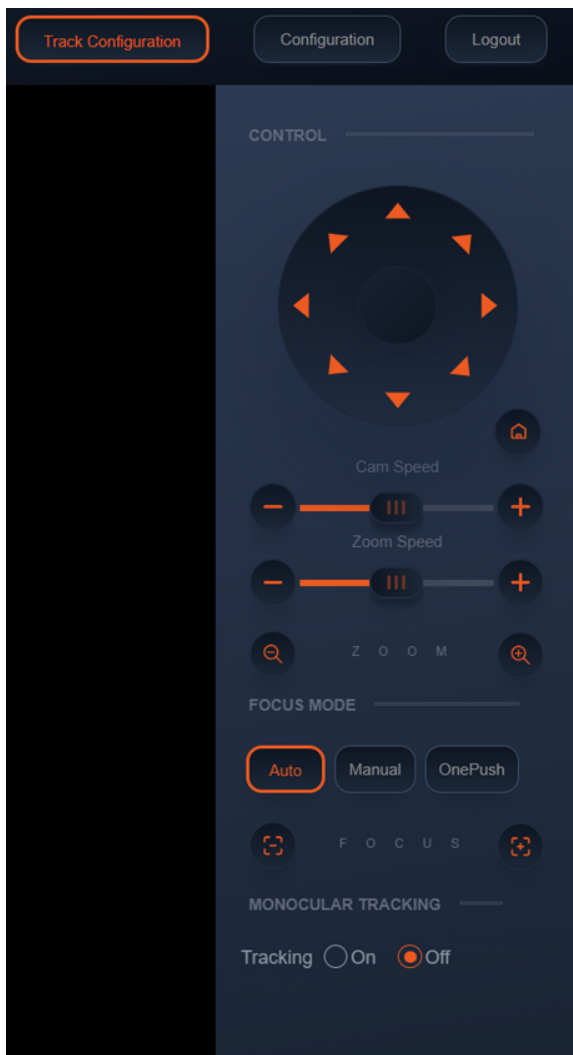 Track Configuration Configuration Logout
CONTROL
Cam Speed
Zoom Speed
Z O O M
FOCUS MODE
Auto Manual OnePush
F O C U S
MONOCULAR TRACKING
Tracking On Off